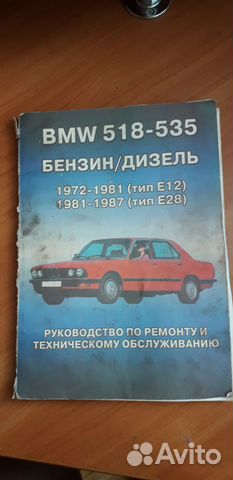 BMW 518-535
БЕНЗИН/ДИЗЕЛЬ
1972-1981 (тип E12)
1981-1987 (тип E28)
РУКОВОДСТВО ПО РЕМОНТУ И
ТЕХНИЧЕСКОМУ ОБСЛУЖИВАНИЮ
Avito